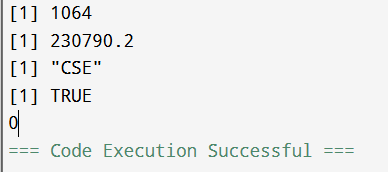 [1] 1064
[1] 230790.2
[1] "CSE"
[1] TRUE
0
=== Code Execution Successful ===